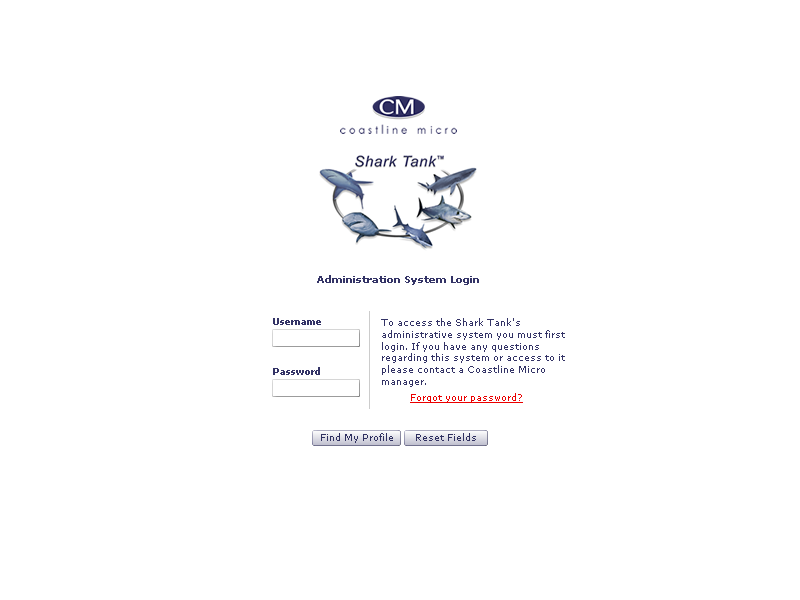 CM
coastline micro
Shark Tank™
Administration System Login
Username
Password
To access the Shark Tank's
administrative system you must first
login. If you have any questions
regarding this system or access to it
please contact a Coastline Micro
manager.
Forgot your password?
Find My Profile
Reset Fields